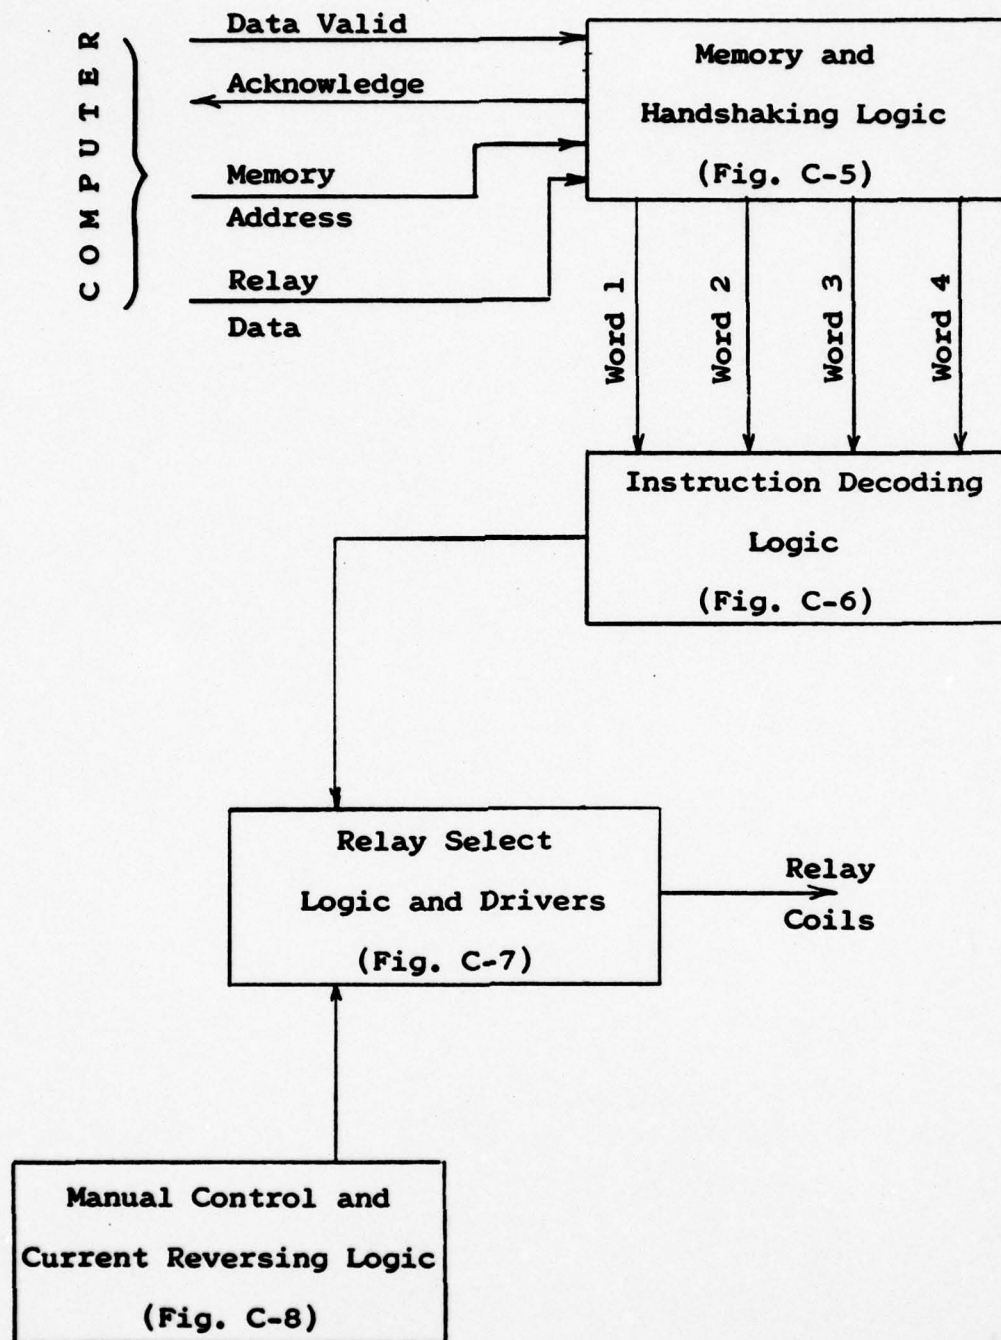 COMPUTER
Data Valid
Acknowledge
Memory
Address
Relay
Data
Memory and
Handshaking Logic
(Fig. C-5)
Word 1
Word 2
Word 3
Word 4
Instruction Decoding
Logic
(Fig. C-6)
Relay Select
Logic and Drivers
(Fig. C-7)
Relay
Coils
Manual Control and
Current Reversing Logic
(Fig. C-8)